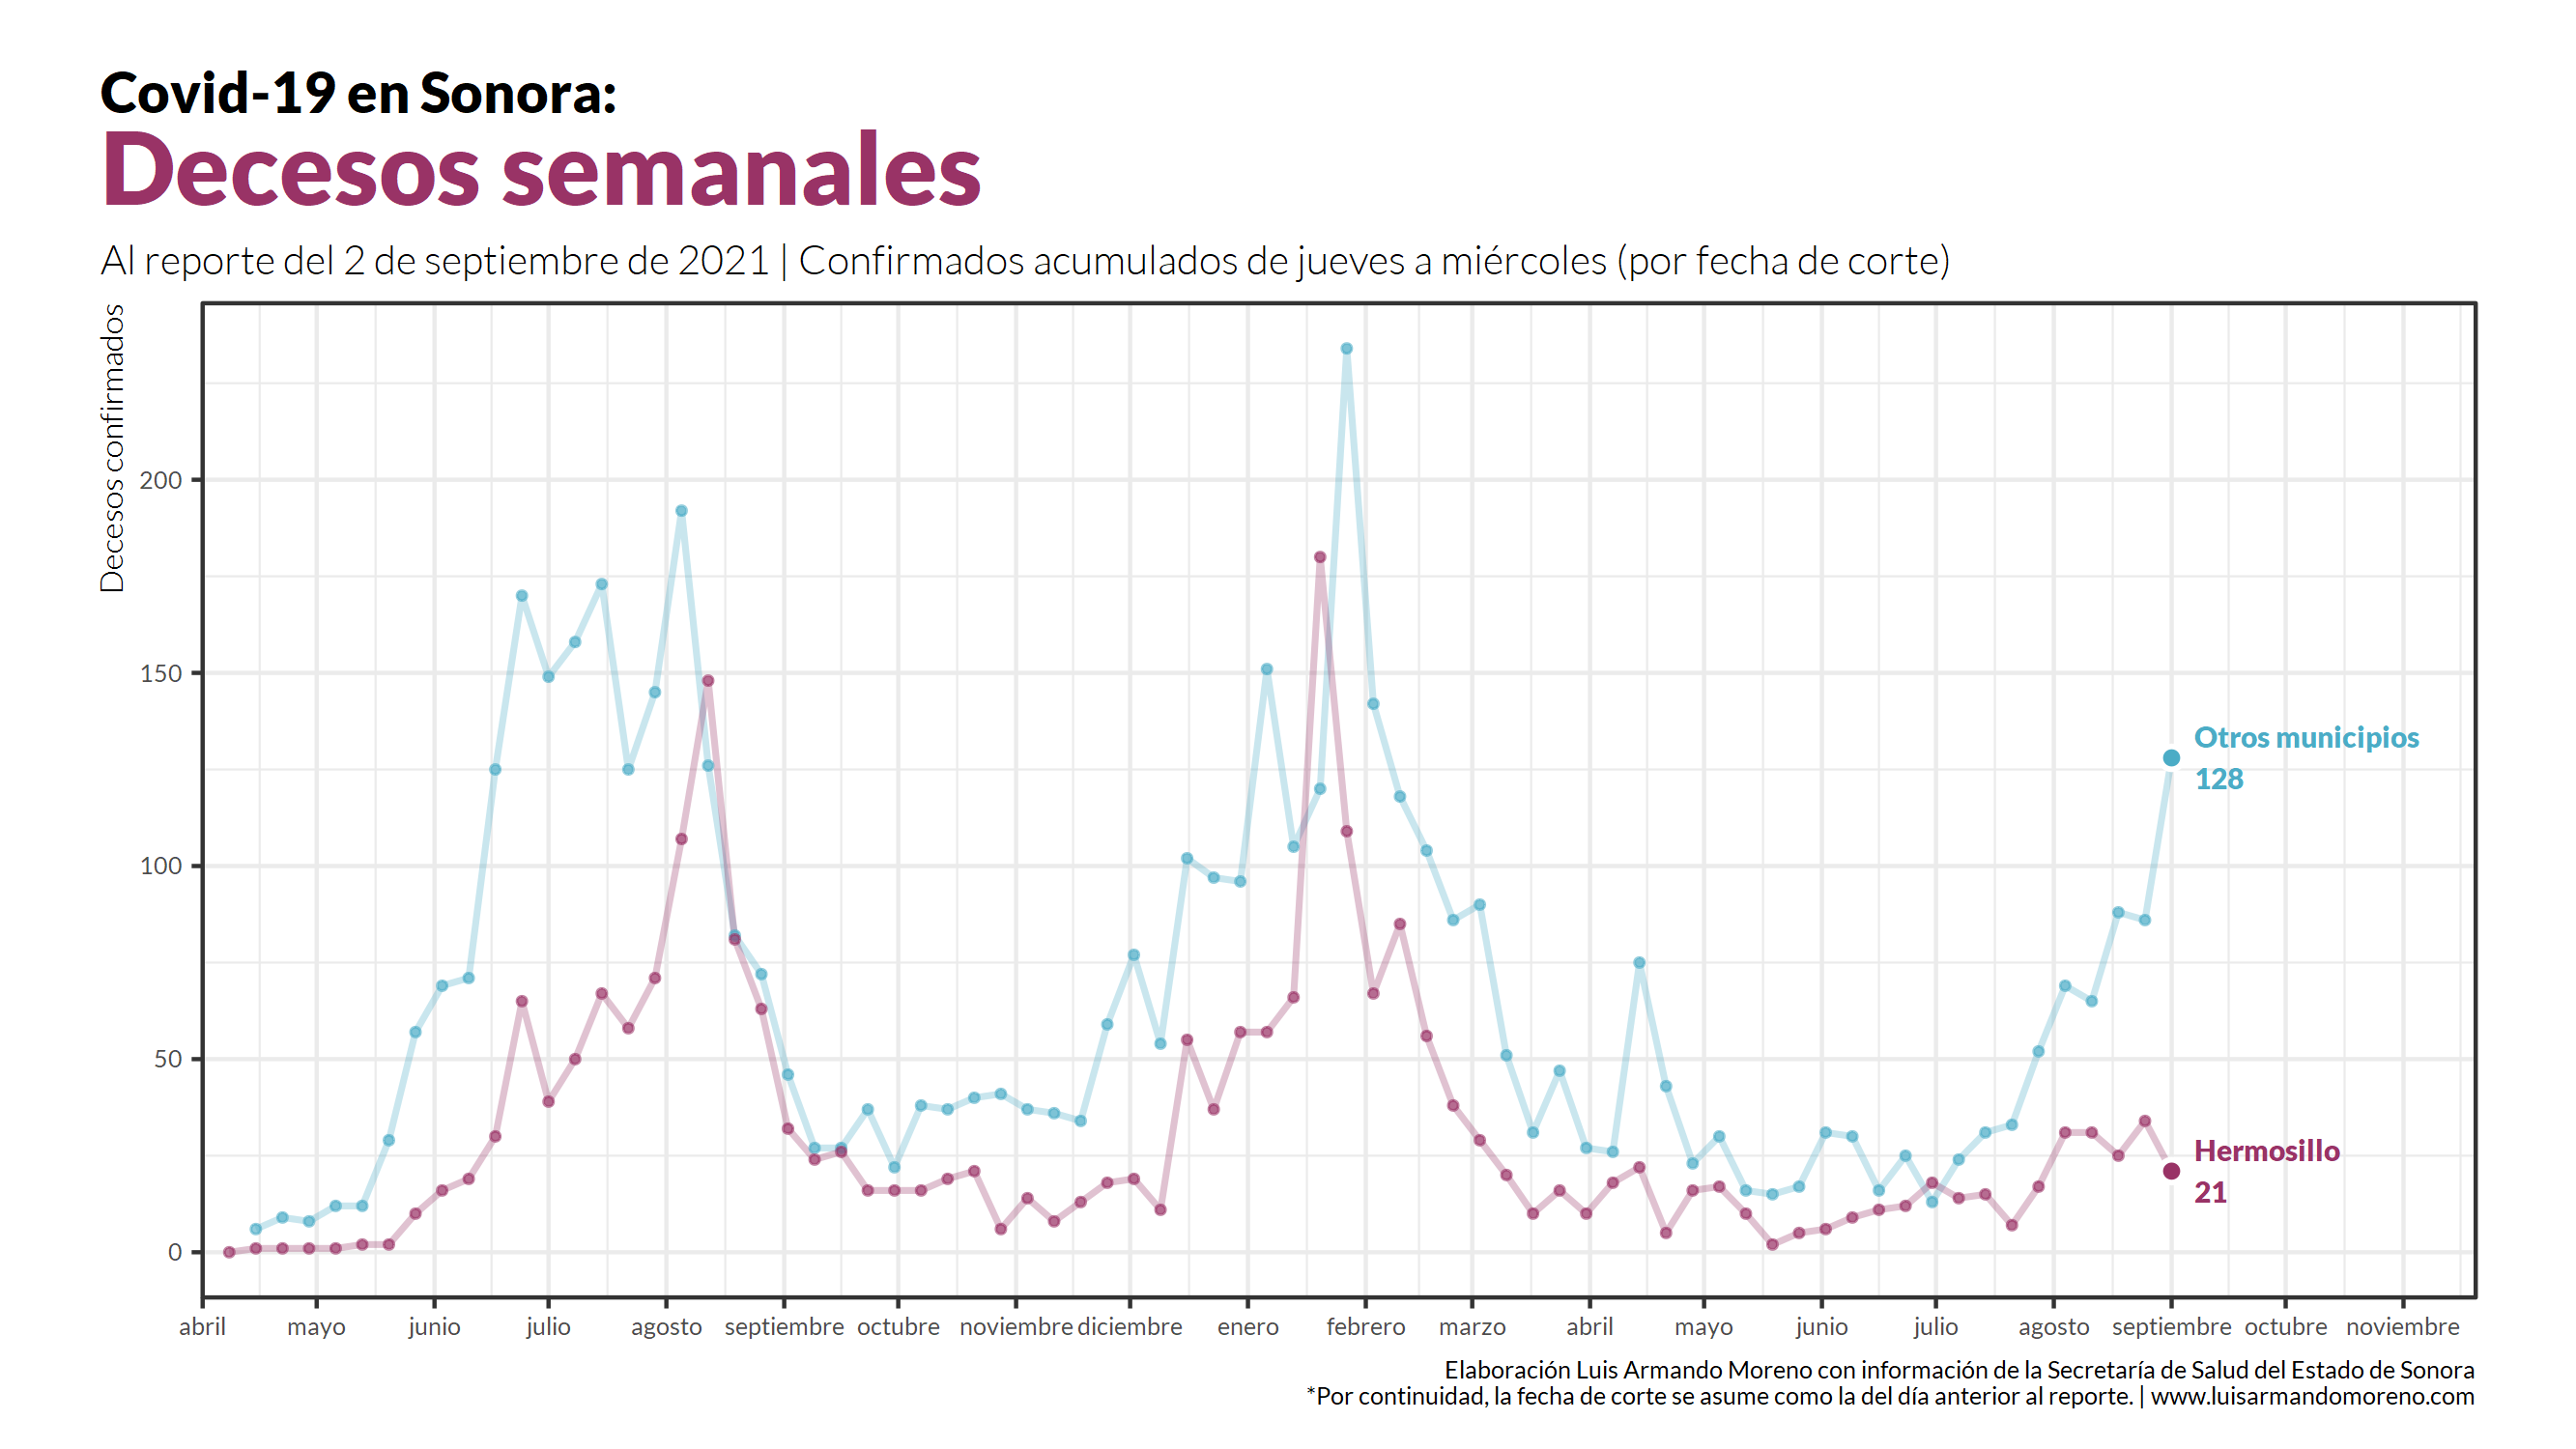 Covid-19 en Sonora:
Decesos semanales
Al reporte del 2 de septiembre de 2021 | Confirmados acumulados de jueves a miércoles (por fecha de corte)
Decesos confirmados
200
150
100
50
0
Otros municipios
128
Hermosillo
21
abril mayo junio julio agosto septiembre octubre noviembre diciembre enero febrero marzo abril mayo junio julio agosto septiembre octubre noviembre
Elaboración Luis Armando Moreno con información de la Secretaría de Salud del Estado de Sonora
*Por continuidad, la fecha de corte se asume como la del día anterior al reporte. | www.luisarmandomoreno.com